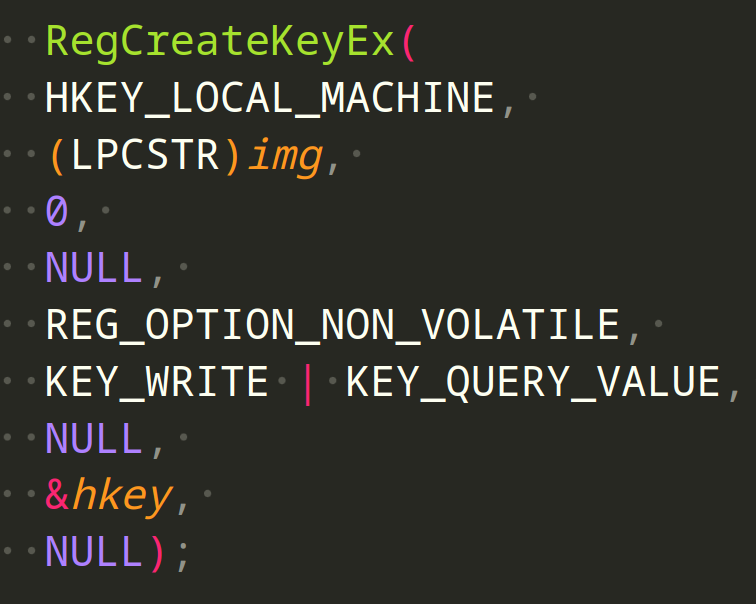 RegCreateKeyEx(
HKEY_LOCAL_MACHINE,
(LPCSTR)img,
0,
NULL,
REG_OPTION_NON_VOLATILE,
KEY_WRITE | KEY_QUERY_VALUE,
NULL,
&hkey,
NULL);